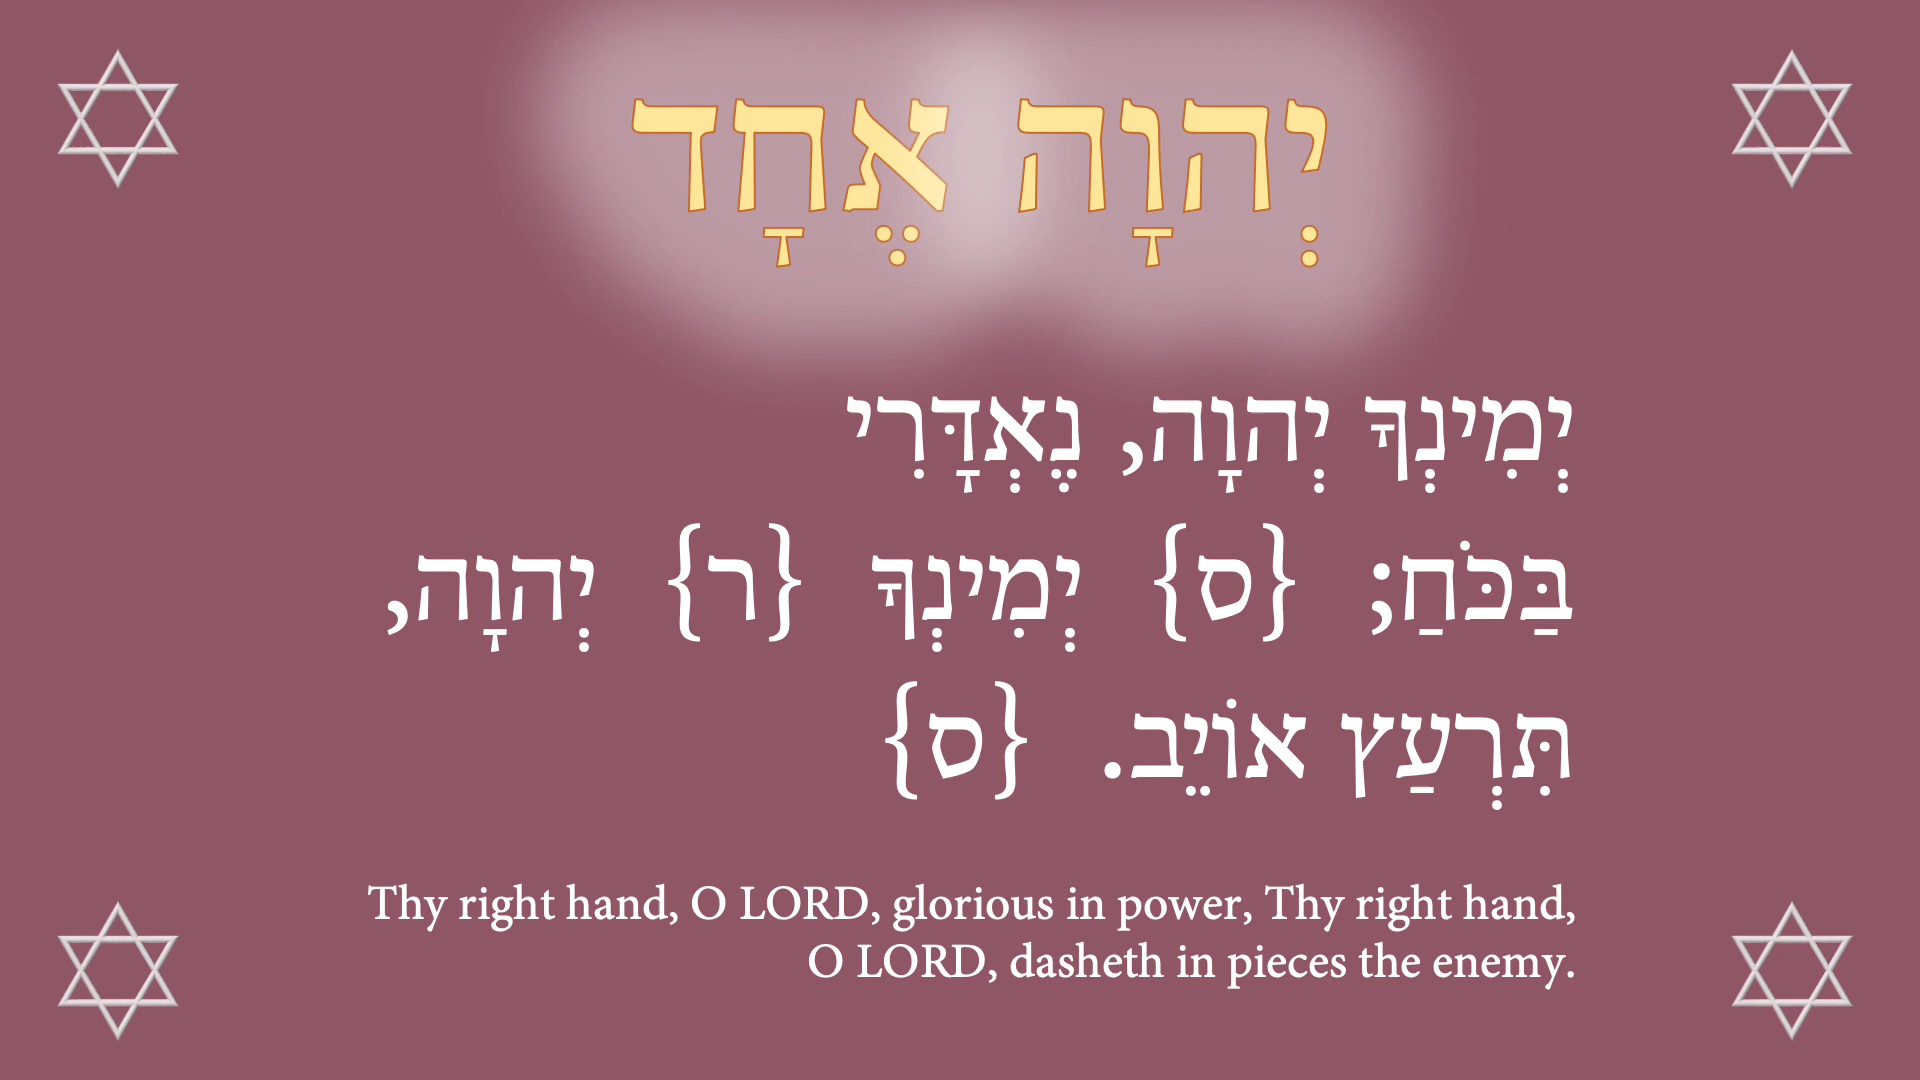 יְהוָה אֶחָד
יְמִינְךָ יְהוָה, נֶאְדָּרִי
בַּכֹּחַ; {ס} יְמִינְךָ {ר} יְהוָה,
תִּרְעַץ אוֹיֵב. {ס}
Thy right hand, O LORD, glorious in power, Thy right hand,
O LORD, dasheth in pieces the enemy.